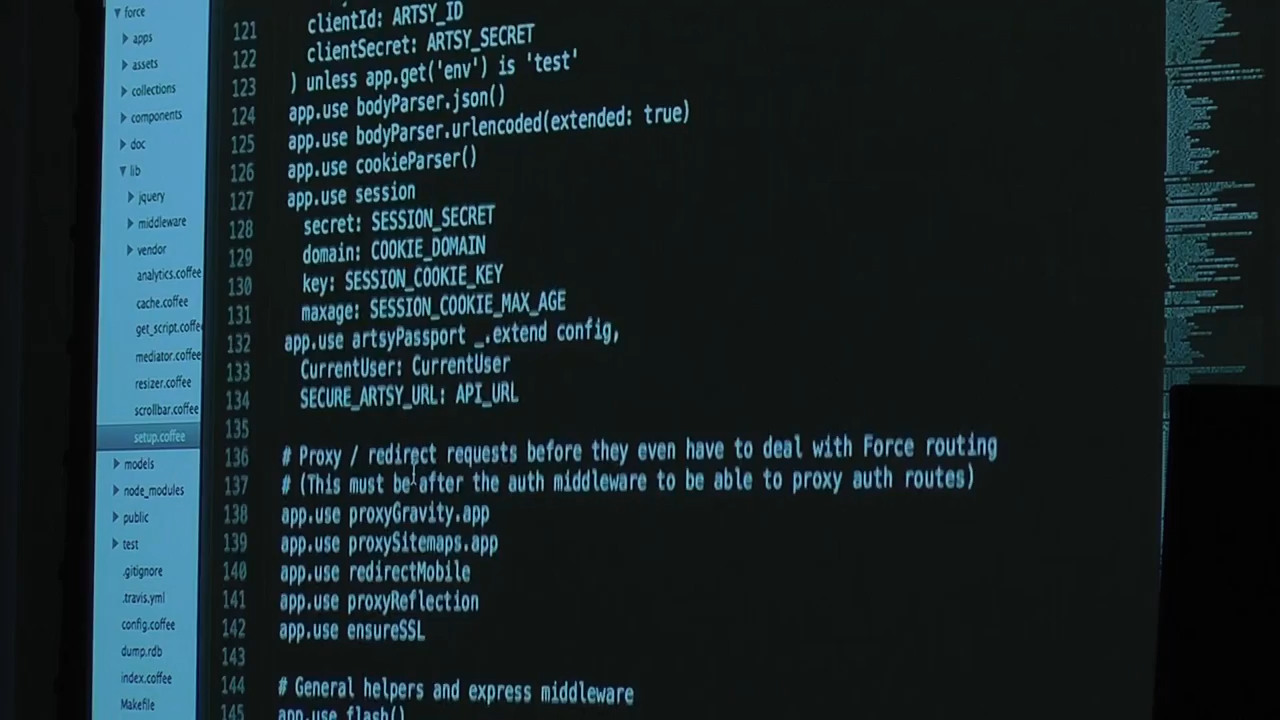 force
apps
assets
collections
components
doc
lib
jquery
middleware
vendor
analytics.coffee
cache.coffee
get_script.coffee
mediator.coffee
resizer.coffee
scrollbar.coffee
setup.coffee
models
node_modules
public
test
.gitignore
.travis.yml
config.coffee
dump.rdb
index.coffee
Makefile
121 clientId: ARTSY_ID
122 clientSecret: ARTSY_SECRET
123 ) unless app.get('env') is 'test'
124 app.use bodyParser.json()
125 app.use bodyParser.urlencoded(extended: true)
126 app.use cookieParser()
127 app.use session
128 secret: SESSION_SECRET
129 domain: COOKIE_DOMAIN
130 key: SESSION_COOKIE_KEY
131 maxage: SESSION_COOKIE_MAX_AGE
132 app.use artsyPassport _.extend config,
133 CurrentUser: CurrentUser
134 SECURE_ARTSY_URL: API_URL
135
136 # Proxy / redirect requests before they even have to deal with Force routing
137 # (This must be after the auth middleware to be able to proxy auth routes)
138 app.use proxyGravity.app
139 app.use proxySitemaps.app
140 app.use redirectMobile
141 app.use proxyReflection
142 app.use ensureSSL
143
144 # General helpers and express middleware
145 app.use flash()